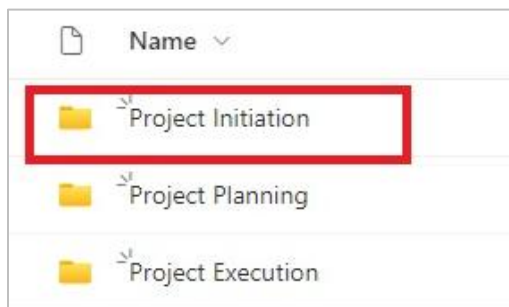 Name
Project Initiation
Project Planning
Project Execution